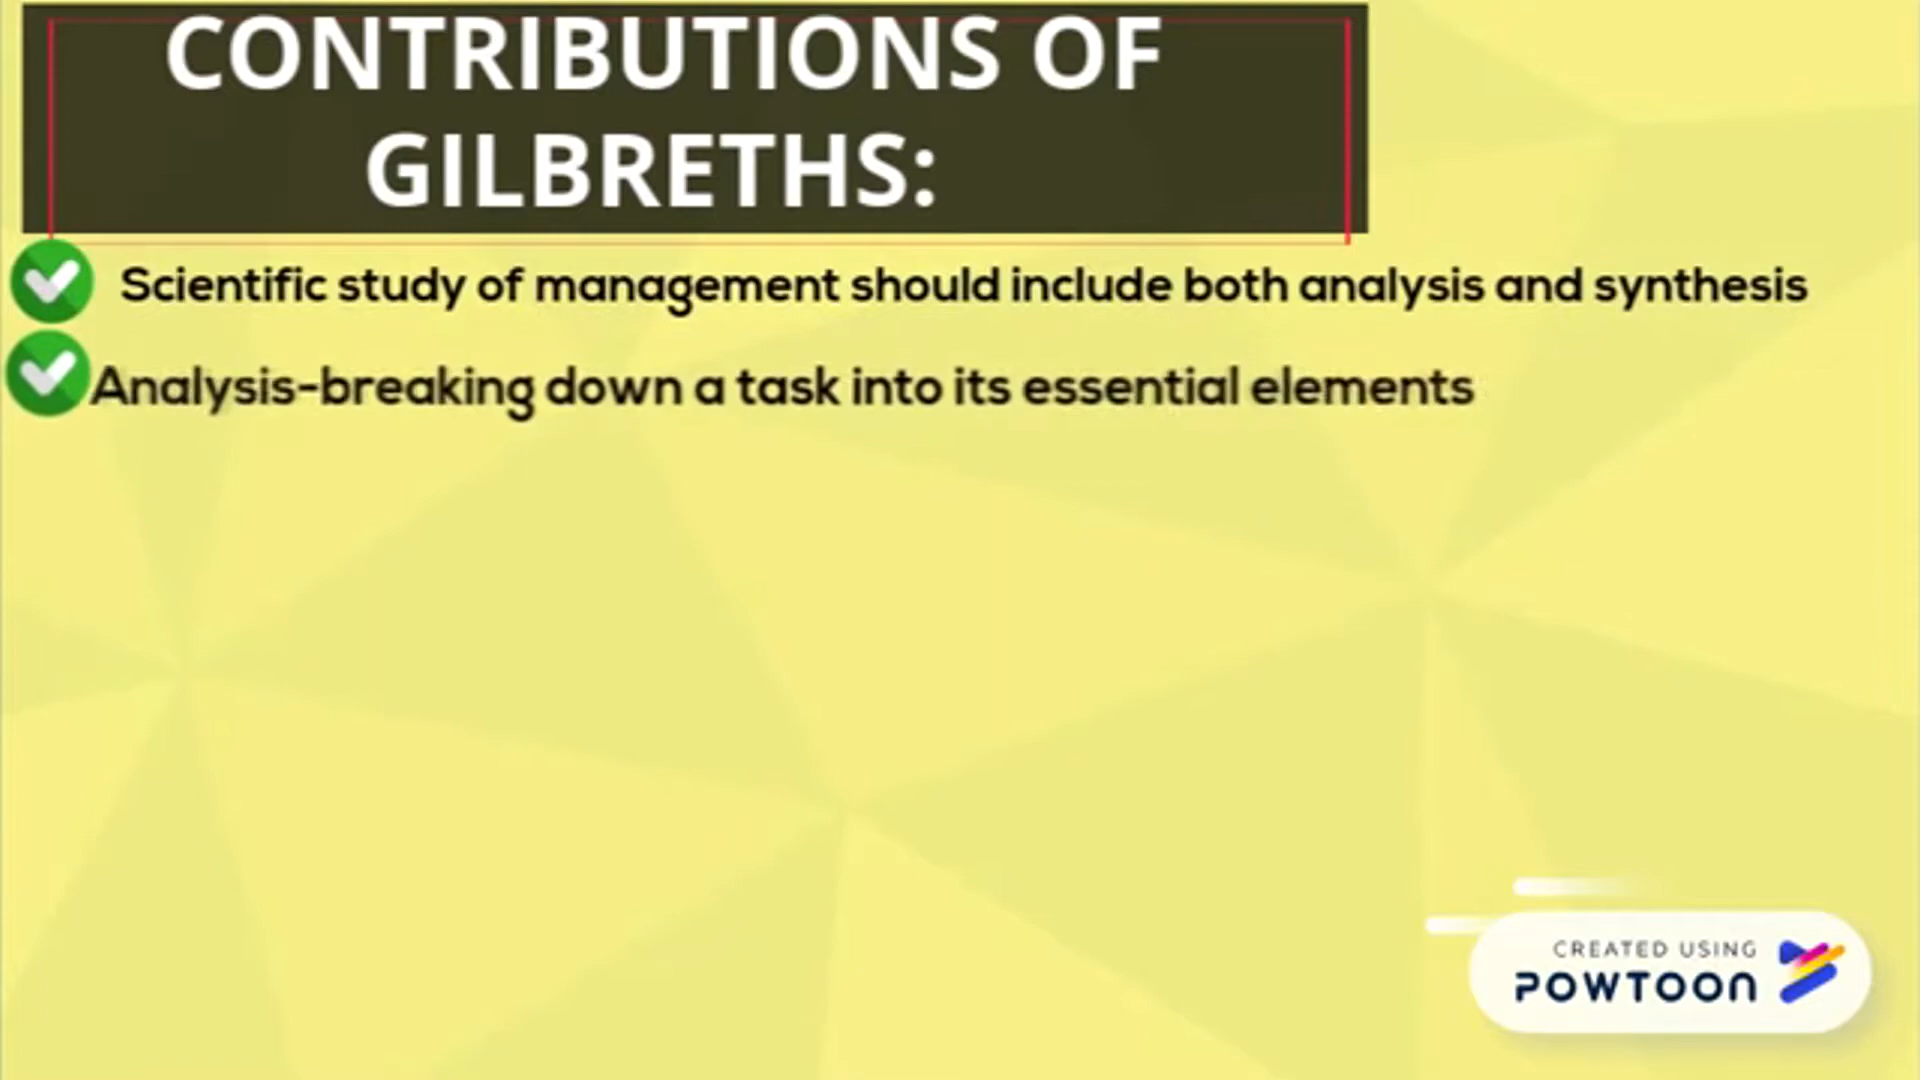 CONTRIBUTIONS OF
GILBRETHS:
Scientific study of management should include both analysis and synthesis
Analysis-breaking down a task into its essential elements
CREATED USING
POWTOON